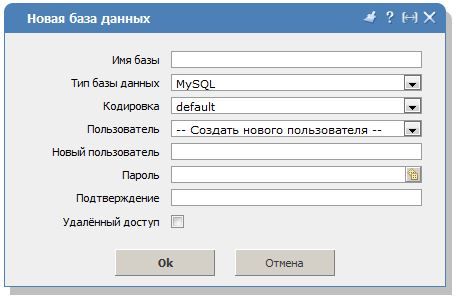 Новая база данных
Имя базы
Тип базы данных MySQL
Кодировка default
Пользователь -- Создать нового пользователя --
Новый пользователь
Пароль
Подтверждение
Удалённый доступ
Ok Отмена